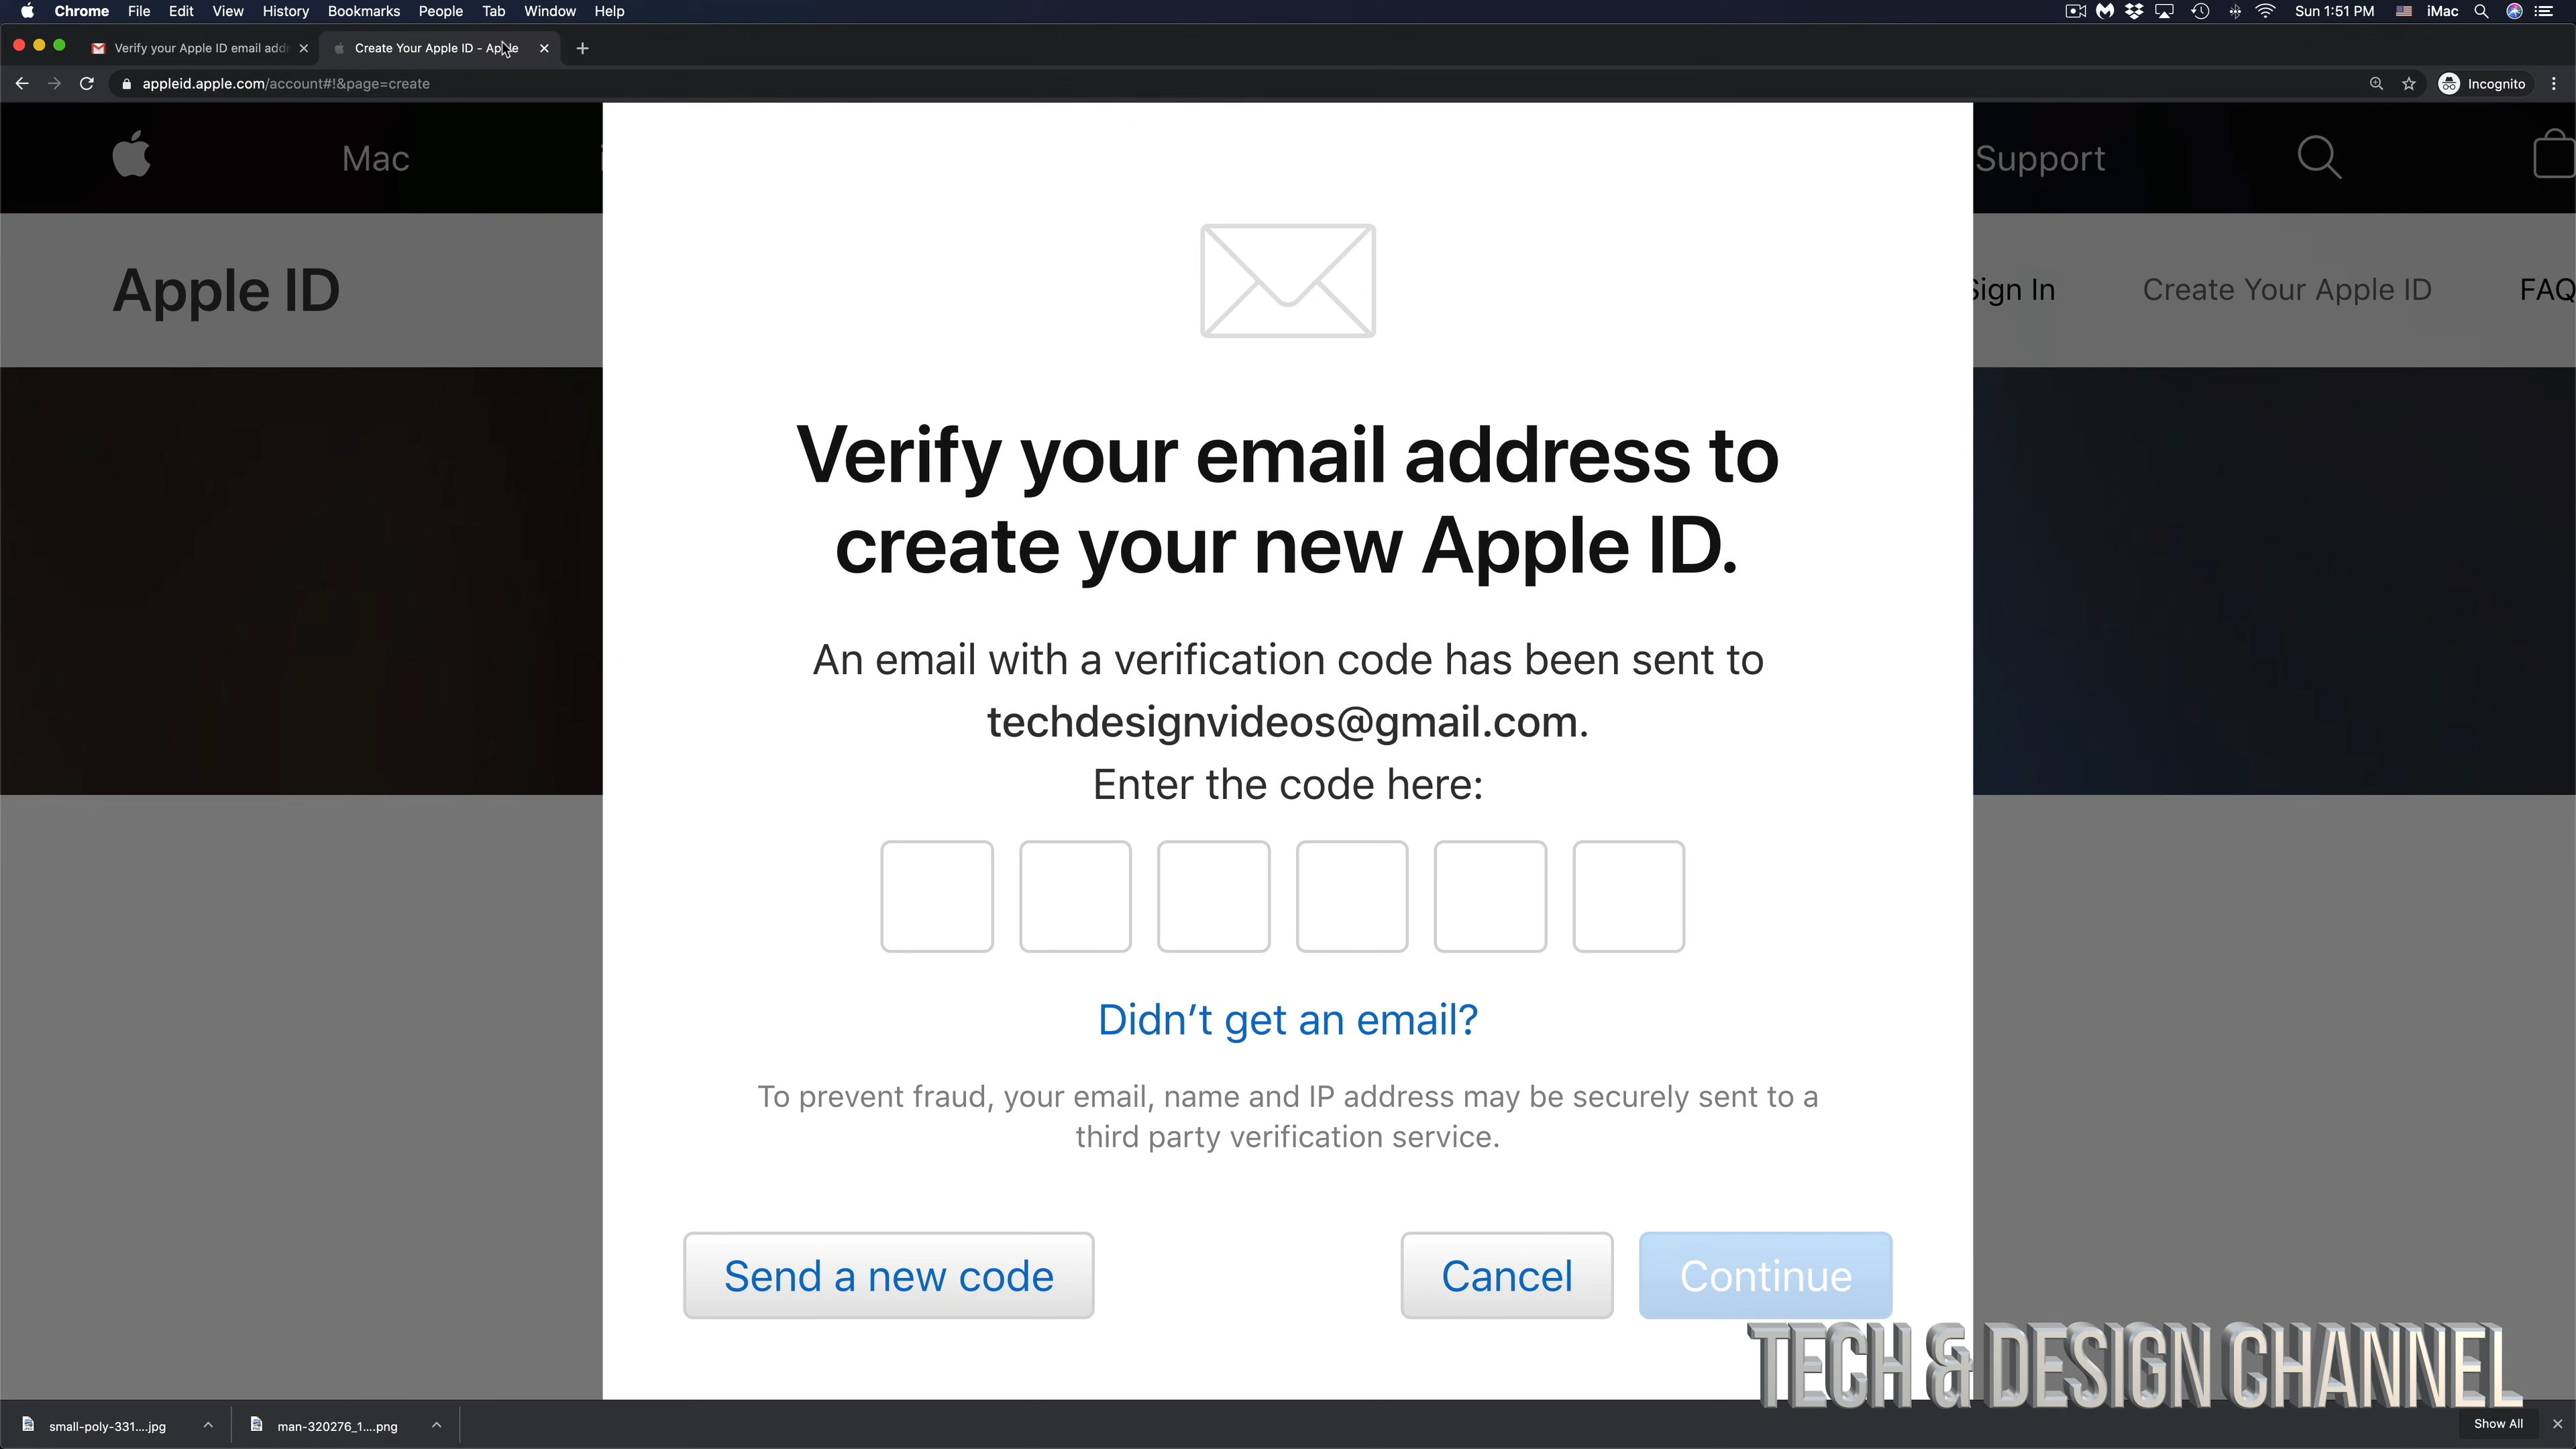 Chrome File Edit View History Bookmarks People Tab Window Help
Sun 1:51 PM iMac
Verify your Apple ID email addr
Create Your Apple ID - Apple
appleid.apple.com/account#!&page=create
Incognito
Mac
Support
Apple ID
Sign In
Create Your Apple ID
FAQ
Verify your email address to
create your new Apple ID.
An email with a verification code has been sent to
techdesignvideos@gmail.com.
Enter the code here:
Didn’t get an email?
To prevent fraud, your email, name and IP address may be securely sent to a
third party verification service.
Send a new code
Cancel
Continue
TECH & DESIGN CHANNEL
small-poly-331....jpg
man-320276_1....png
Show All